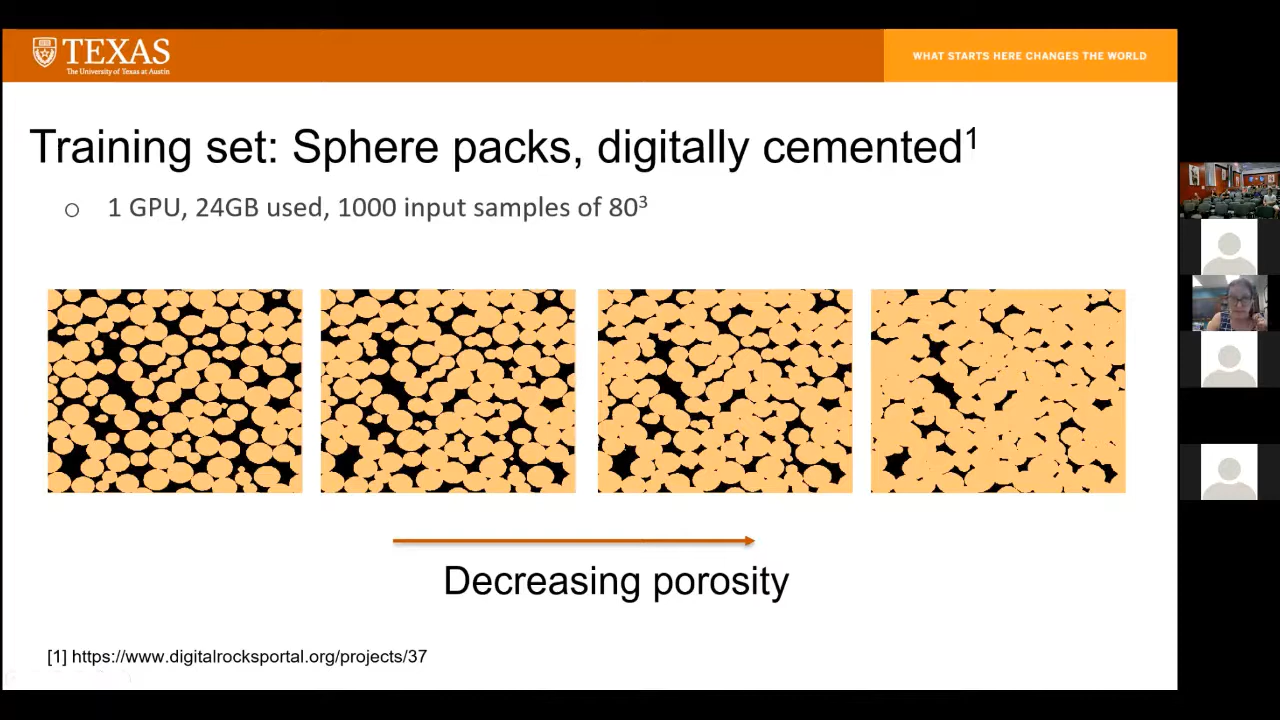 TEXAS
The University of Texas at Austin
WHAT STARTS HERE CHANGES THE WORLD
Training set: Sphere packs, digitally cemented¹
○ 1 GPU, 24GB used, 1000 input samples of 80³
Decreasing porosity
[1] https://www.digitalrocksportal.org/projects/37